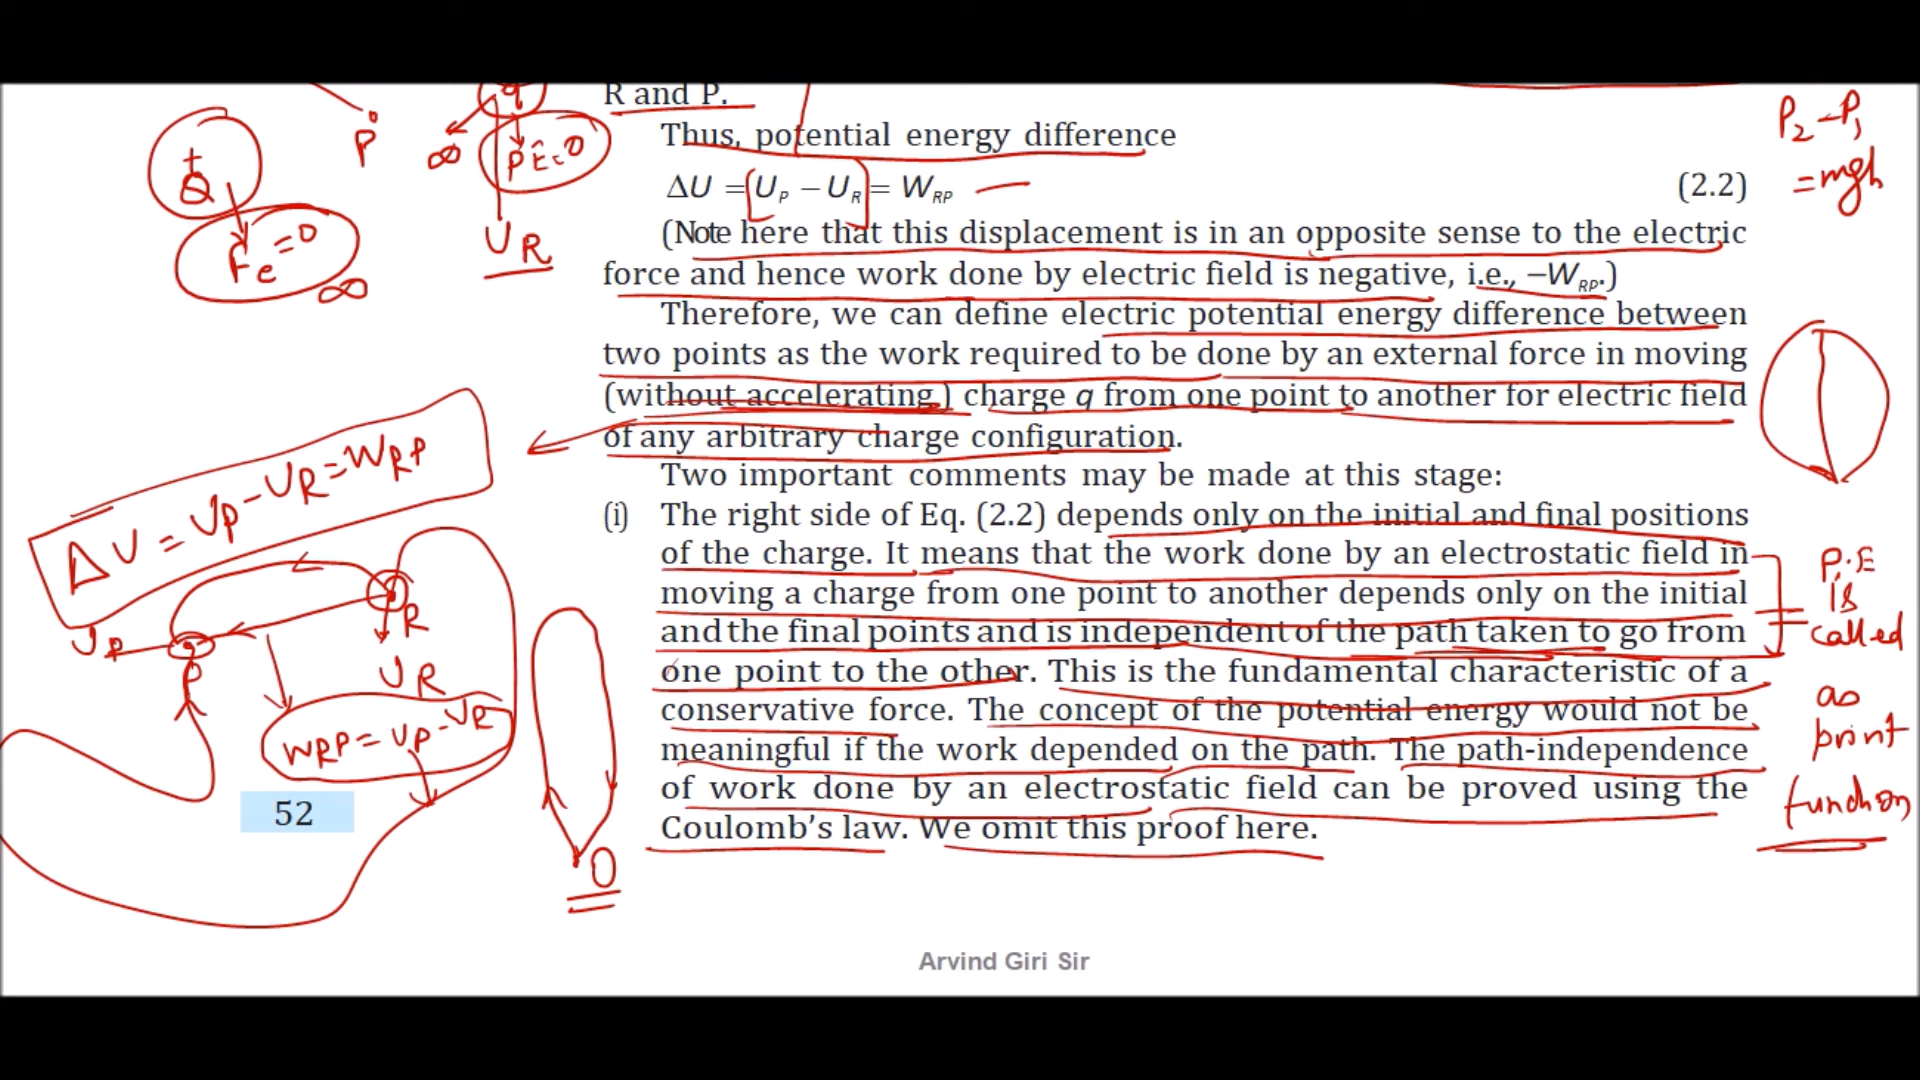 R and P.
Thus, potential energy difference
ΔU = U_P − U_R = W_RP (2.2)
(Note here that this displacement is in an opposite sense to the electric
force and hence work done by electric field is negative, i.e., −W_RP.)
Therefore, we can define electric potential energy difference between
two points as the work required to be done by an external force in moving
(without accelerating) charge q from one point to another for electric field
of any arbitrary charge configuration.
Two important comments may be made at this stage:
(i) The right side of Eq. (2.2) depends only on the initial and final positions
of the charge. It means that the work done by an electrostatic field in
moving a charge from one point to another depends only on the initial
and the final points and is independent of the path taken to go from
one point to the other. This is the fundamental characteristic of a
conservative force. The concept of the potential energy would not be
meaningful if the work depended on the path. The path-independence
of work done by an electrostatic field can be proved using the
Coulomb's law. We omit this proof here.
52
Arvind Giri Sir
+
Q
Fe = 0
∞
P
q
∞
PE = 0
U_R
ΔU = U_P − U_R = W_RP
R
U_R
P
W_RP = U_P − U_R
0
P2 − P1
= mgh
P.E
is
called
as
point
function